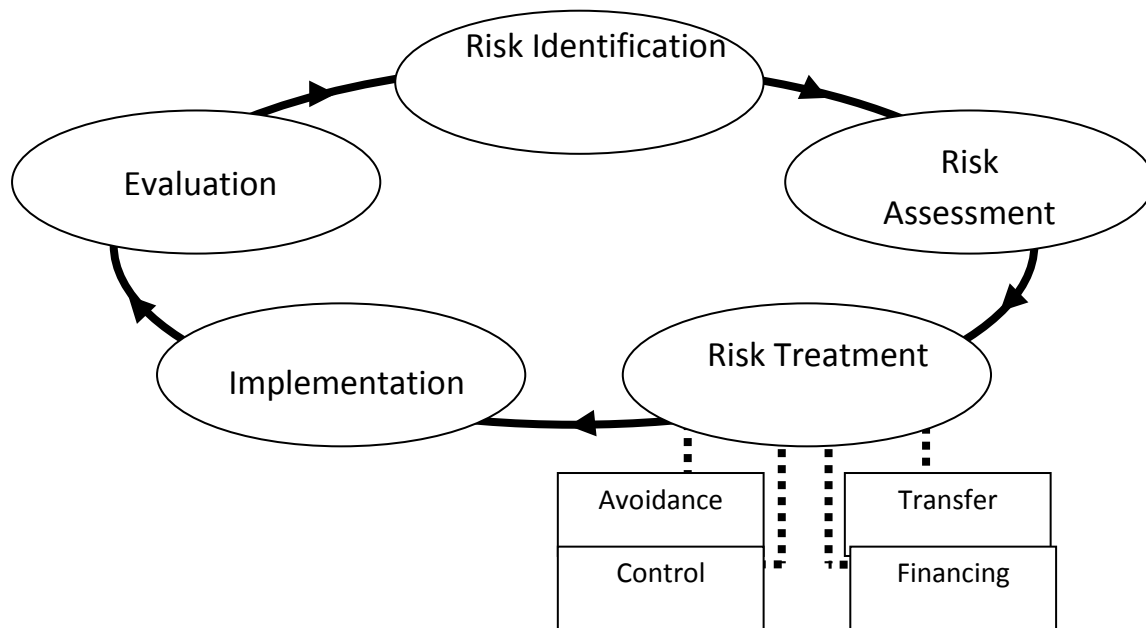 Risk Identification
Evaluation
Risk
Assessment
Risk Treatment
Implementation
Avoidance
Transfer
Control
Financing